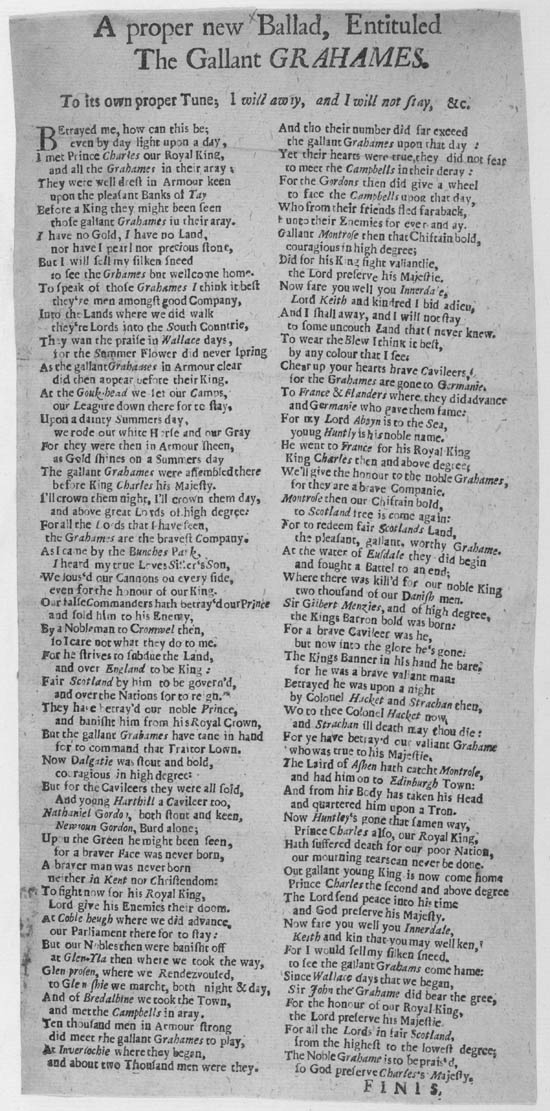 A proper new Ballad, Entituled
The Gallant GRAHAMES.
To its own proper Tune; I will away, and I will not stay, &c.
BEtrayed me, how can this be;
even by day light upon a day,
I met Prince Charles our Royal King,
and all the Grahames in their aray;
They were well drest in Armour keen
upon the pleasant Banks of Tay
Before a King they might been seen
those gallant Grahames in their aray.
I have no Gold, I have no Land,
nor have I pearl nor precious stone,
But I will sell my silken sneed
to see the Grhames but wellcome home.
To speak of those Grahames I think it best
they're men amongst good Company,
Into the Lands where we did walk
they're Lords into the South Countrie,
They wan the praise in Wallace days,
for the Summer Flower did never spring
As the gallant Grahames in Armour clear
did then appear before their King.
At the Goukhead we set our Camps,
our Leagure down there for to stay,
Upon a dainty Summers day,
we rode our white Horse and our Gray
For they were then in Armour sheen,
as Gold shines on a Summers day
The gallant Grahames were assembled there
before King Charles his Majesty.
I'll crown them night, I'll crown them day,
and above great Lords of high degree:
For all the Lords that I have seen,
the Grahames are the bravest Company.
As I came by the Bunches Park,
I heard my true Loves Sister's Son,
We lous'd our Cannons on every side,
even for the honour of our King.
Our false Commanders hath betray'd our Prince
and sold him to his Enemy,
By a Nobleman to Cromwel then,
so I care not what they do to me.
For he strives to subdue the Land,
and over England to be King:
Fair Scotland by him to be govern'd,
and over the Nations for to reign.
They have betray'd our noble Prince,
and banisht him from his Royal Crown,
But the gallant Grahames have tane in hand
for to command that Traitor Lown.
Now Dalgatie was stout and bold,
couragious in high degree:
But for the Cavileers they were all sold,
And young Harthill a Cavileer too,
Nathaniel Gordon, both stout and keen,
Newtoun Gordon, Burd alone;
Upon the Green he might been seen,
for a braver Face was never born,
A braver man was never born
neither in Kent nor Christendom:
To fight now for his Royal King,
Lord give his Enemies their doom.
At Coble heugh where we did advance,
our Parliament there for to stay:
But our Nobles then were banisht off
at Glen-Yla then where we took the way,
Glen prosen, where we Rendezvouled,
to Glen shie we marcht, both night & day,
And of Bredalbine we took the Town,
and met the Campbells in aray.
Ten thousand men in Armour strong
did meet the gallant Grahames to play,
At Inverlochie where they began,
and about two Thousand men were they.
And tho their number did far exceed
the gallant Grahames upon that day:
Yet their hearts were true, they did not fear
to meet the Campbells in their deray:
For the Gordons then did give a wheel
to face the Campbells upon that day,
Who from their friends fled faraback,
unto their Enemies for ever and ay.
Gallant Montrose then that Chiftain bold,
couragious in high degree;
Did for his King fight valiantlie,
the Lord preserve his Majestie.
Now fare you well you Innerdale,
Lord Keith and kindred I bid adieu,
And I shall away, and I will not stay
to some uncouch Land that I never knew.
To wear the Blew I think it best,
by any colour that I see;
Chear up your hearts brave Cavileers,
for the Grahames are gone to Germanie.
To France & Flanders where they did advance
and Germanie who gave them fame:
For my Lord Aboyn is to the Sea,
young Huntly is his noble name.
He went to France for his Royal King
King Charles then and above degree;
We'll give the honour to the noble Grahames,
for they are a brave Companie.
Montrose then our Chifrain bold,
to Scotland free is come again:
For to redeem fair Scotlands Land,
the pleasant, gallant, worthy Grahame.
At the water of Eusdale they did begin
and fought a Battel to an end;
Where there was kill'd for our noble King
two thousand of our Danish men.
Sir Gilbert Menzies, and of high degree,
the Kings Barron bold was born:
For a brave Cavileer was he,
but now into the glore he's gone:
The Kings Banner in his hand he bare;
for he was a brave valiant man:
Betrayed he was upon a night
by Colonel Hacket and Strachan then,
Wo to thee Colonel Hacket now,
and Strachan ill death may thou die:
For ye have betray'd our valiant Grahame
who was true to his Majestie.
The Laird of Ashen hath catcht Montrose,
and had him on to Edinburgh Town:
And from his Body has taken his Head
and quartered him upon a Tron.
Now Huntley's gone that samen way,
Prince Charles also, our Royal King,
Hath suffered death for our poor Nation,
our mourning tears can never be done.
Our gallant young King is now come home
Prince Charles the second and above degree
The Lord send peace into his time
and God preserve his Majesty.
Now fare you well you Innerdale,
Keith and kin that you may well ken,
For I would sell my silken sneed,
to see the gallant Grahams come hame:
Since Wallace days that we began,
Sir John the Grahame did bear the gree,
For the honour of our Royal King,
the Lord preserve his Majestie.
For all the Lords in fair Scotland,
from the highest to the lowest degree;
The Noble Grahame is to be prais'd,
so God preserve Charles's Majesty.
FINIS.